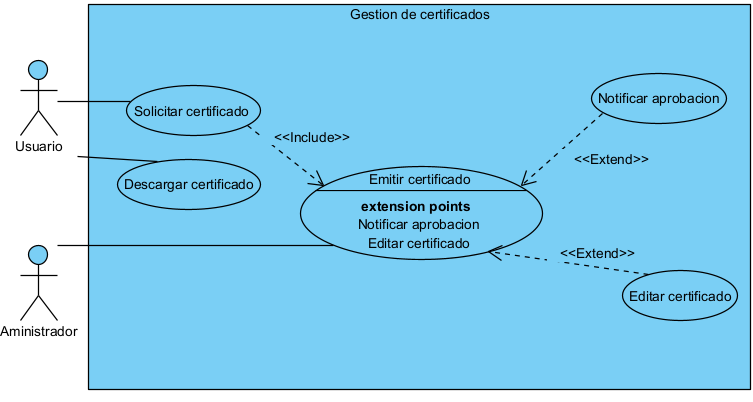 Gestion de certificados
Usuario
Solicitar certificado
<<Include>>
Descargar certificado
Notificar aprobacion
<<Extend>>
Emitir certificado
extension points
Notificar aprobacion
Editar certificado
<<Extend>>
Editar certificado
Aministrador